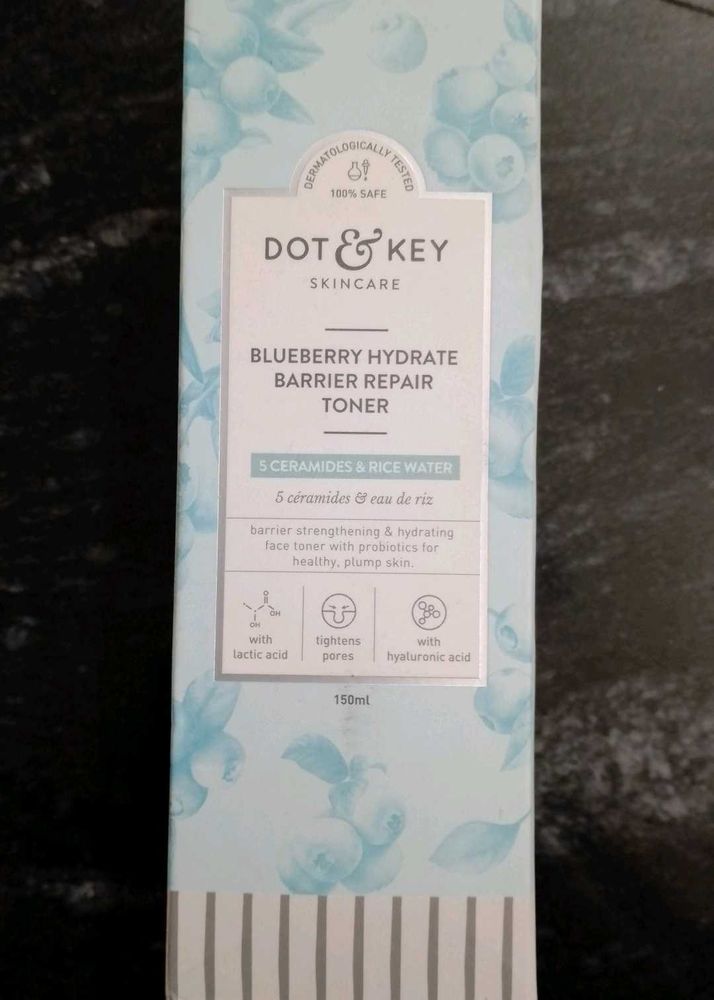 DERMATOLOGICALLY TESTED
100% SAFE
DOT & KEY
SKINCARE
BLUEBERRY HYDRATE
BARRIER REPAIR
TONER
5 CERAMIDES & RICE WATER
5 céramides & eau de riz
barrier strengthening & hydrating
face toner with probiotics for
healthy, plump skin.
OH
OH
O
with
lactic acid
tightens
pores
with
hyaluronic acid
150ml